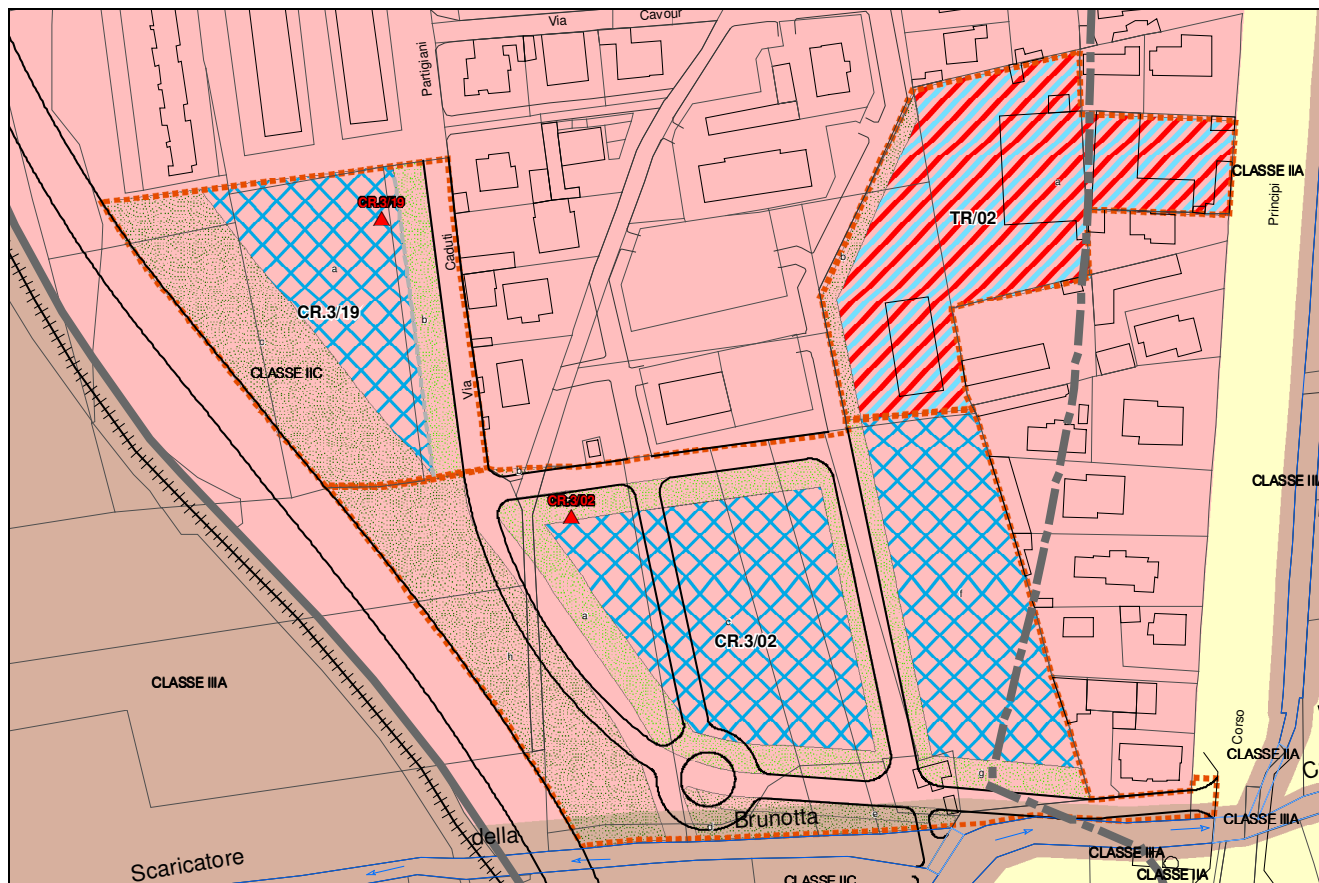 Via
Cavour
Partigiani
CLASSE IIA
a
CR.3/19
Principi
TR/02
Caduti
b
a
CR.3/19
b
c
CLASSE IIC
Via
CLASSE III
CR.3/02
f
a
c
CR.3/02
h
CLASSE IIIA
Corso
CLASSE IIA
g
C
Brunotta
e
CLASSE IIIA
della
CLASSE IIIA
Scaricatore
CLASSE IIC
CLASSE IIA